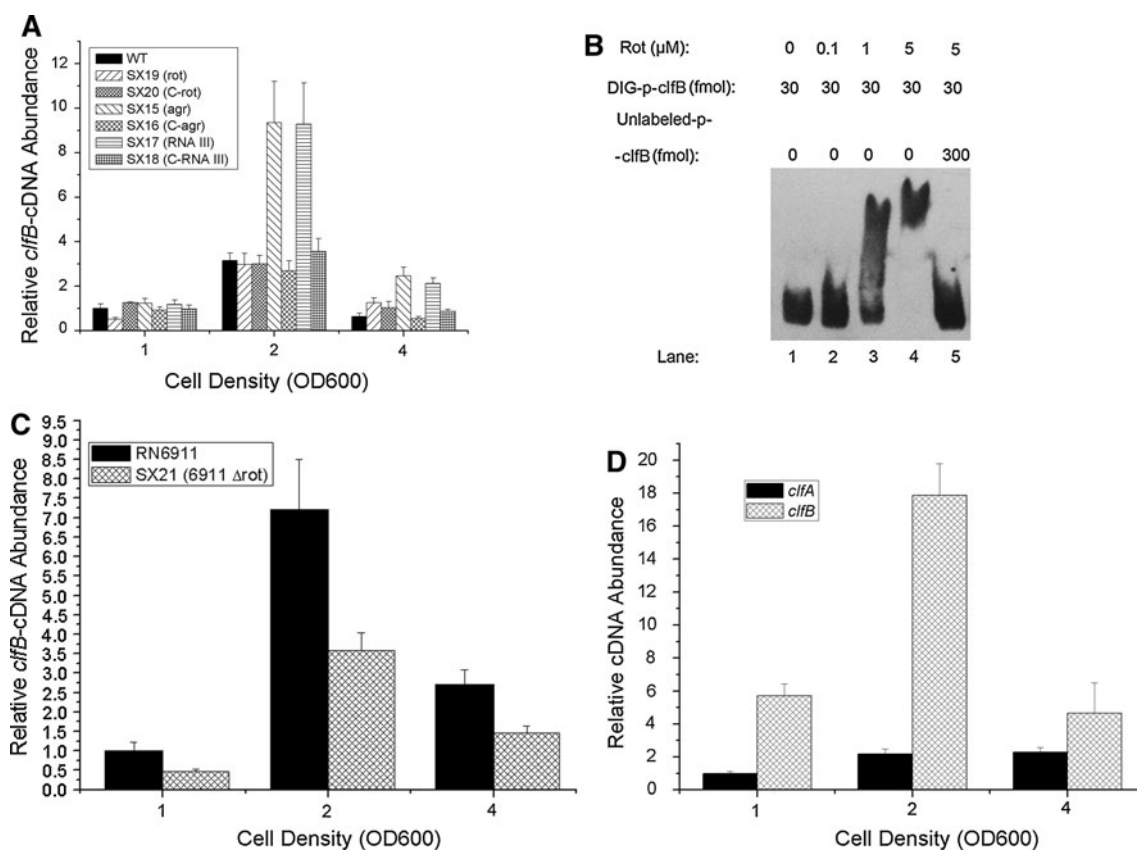 A
Relative clfB-cDNA Abundance
12
10
8
6
4
2
0
WT
SX19 (rot)
SX20 (C-rot)
SX15 (agr)
SX16 (C-agr)
SX17 (RNA III)
SX18 (C-RNA III)
1 2 4
Cell Density (OD600)
B
Rot (µM): 0 0.1 1 5 5
DIG-p-clfB (fmol): 30 30 30 30 30
Unlabeled-p-
-clfB (fmol): 0 0 0 0 300
Lane: 1 2 3 4 5
C
Relative clfB-cDNA Abundance
9.5
9.0
8.5
8.0
7.5
7.0
6.5
6.0
5.5
5.0
4.5
4.0
3.5
3.0
2.5
2.0
1.5
1.0
0.5
0.0
RN6911
SX21 (6911 Δrot)
1 2 4
Cell Density (OD600)
D
Relative cDNA Abundance
20
18
16
14
12
10
8
6
4
2
0
clfA
clfB
1 2 4
Cell Density (OD600)